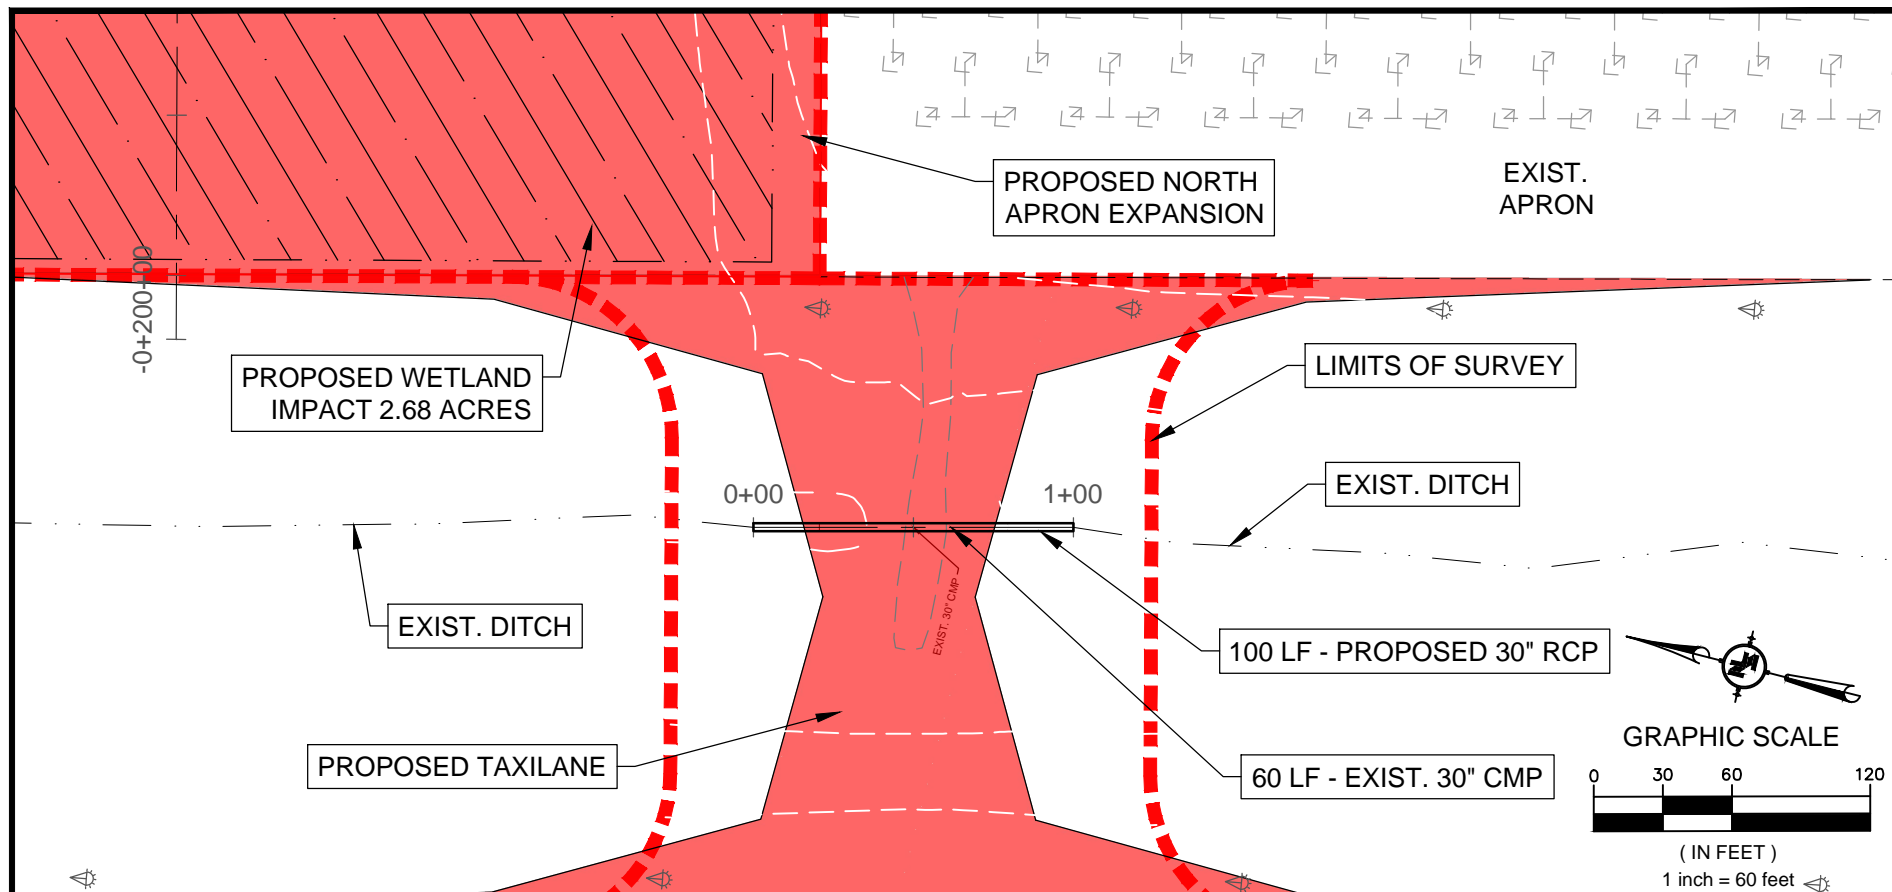 PROPOSED NORTH
APRON EXPANSION
EXIST.
APRON
-0+200+00
PROPOSED WETLAND
IMPACT 2.68 ACRES
LIMITS OF SURVEY
0+00
1+00
EXIST. DITCH
EXIST. DITCH
EXIST. 30" CMP
100 LF - PROPOSED 30" RCP
PROPOSED TAXILANE
60 LF - EXIST. 30" CMP
N
GRAPHIC SCALE
0 30 60 120
( IN FEET )
1 inch = 60 feet